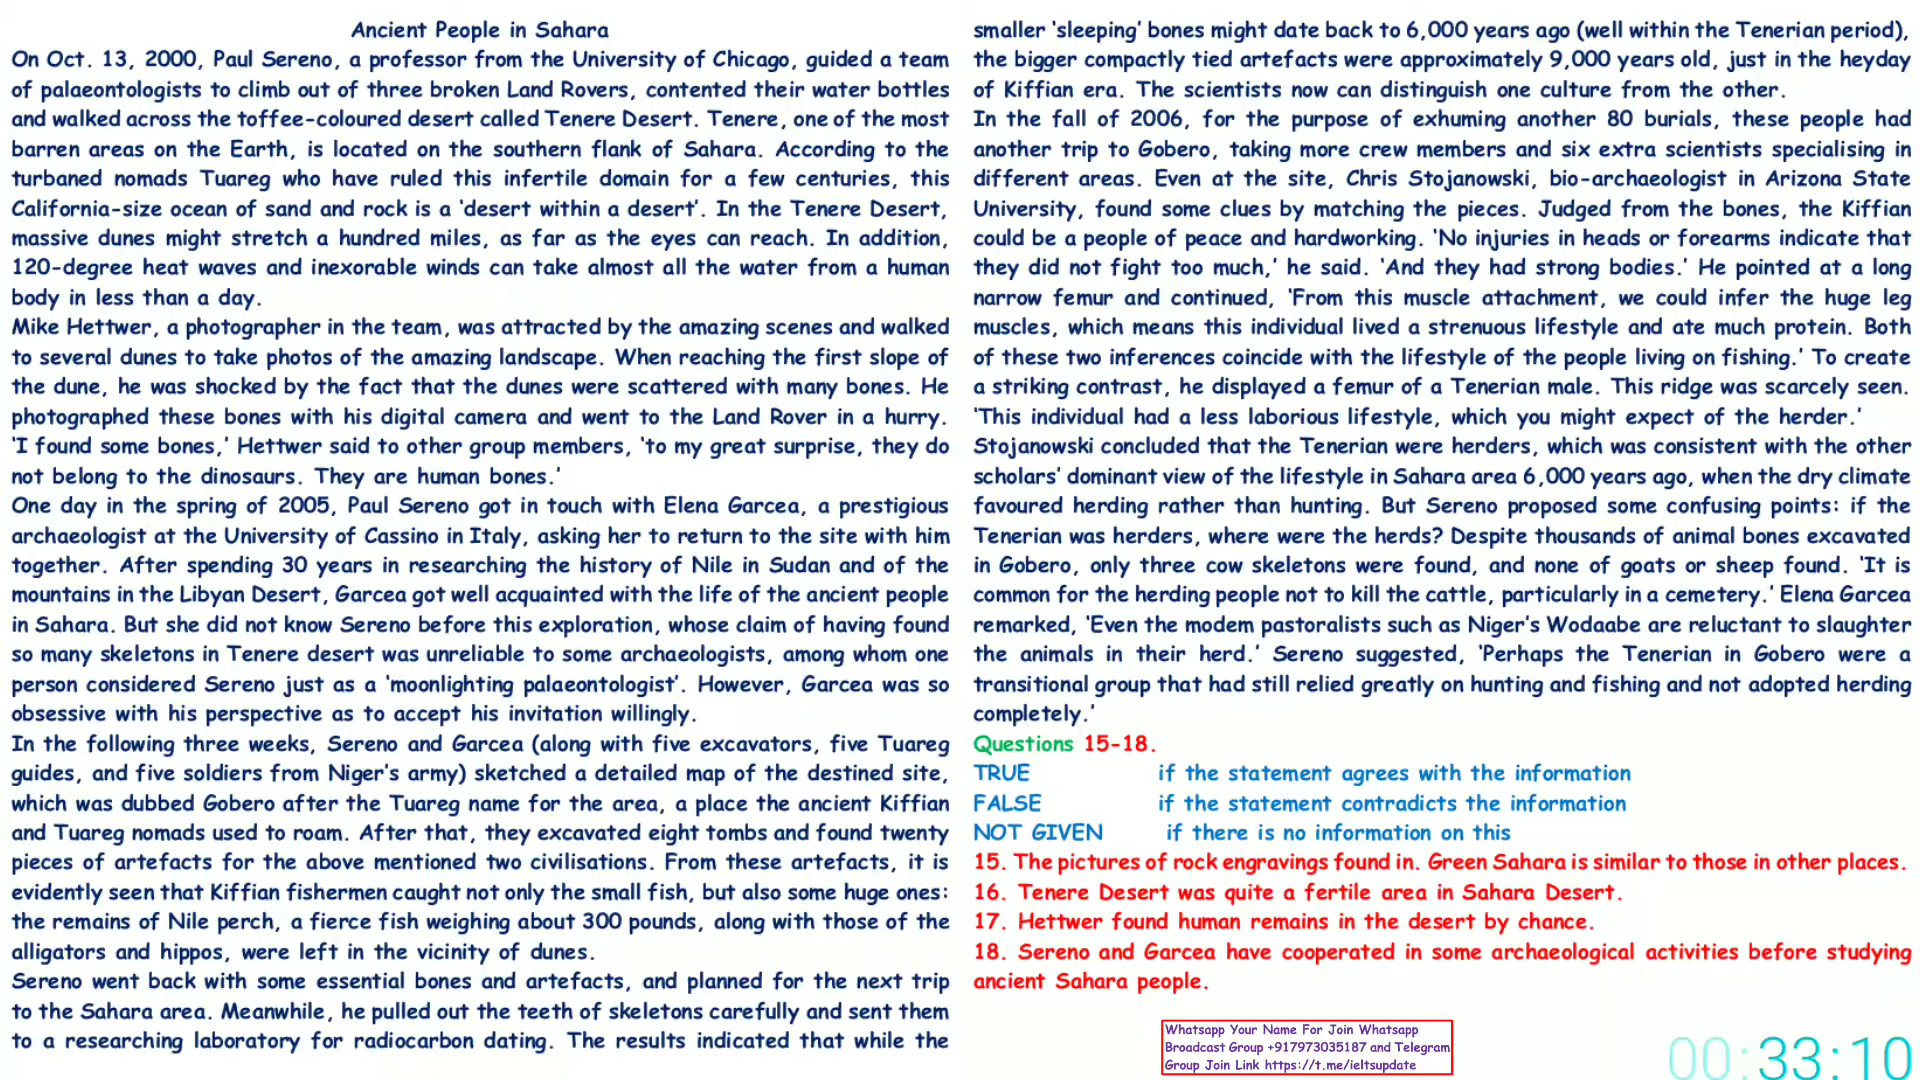 Ancient People in Sahara
On Oct. 13, 2000, Paul Sereno, a professor from the University of Chicago, guided a team
of palaeontologists to climb out of three broken Land Rovers, contented their water bottles
and walked across the toffee-coloured desert called Tenere Desert. Tenere, one of the most
barren areas on the Earth, is located on the southern flank of Sahara. According to the
turbaned nomads Tuareg who have ruled this infertile domain for a few centuries, this
California-size ocean of sand and rock is a 'desert within a desert'. In the Tenere Desert,
massive dunes might stretch a hundred miles, as far as the eyes can reach. In addition,
120-degree heat waves and inexorable winds can take almost all the water from a human
body in less than a day.
Mike Hettwer, a photographer in the team, was attracted by the amazing scenes and walked
to several dunes to take photos of the amazing landscape. When reaching the first slope of
the dune, he was shocked by the fact that the dunes were scattered with many bones. He
photographed these bones with his digital camera and went to the Land Rover in a hurry.
'I found some bones,' Hettwer said to other group members, 'to my great surprise, they do
not belong to the dinosaurs. They are human bones.'
One day in the spring of 2005, Paul Sereno got in touch with Elena Garcea, a prestigious
archaeologist at the University of Cassino in Italy, asking her to return to the site with him
together. After spending 30 years in researching the history of Nile in Sudan and of the
mountains in the Libyan Desert, Garcea got well acquainted with the life of the ancient people
in Sahara. But she did not know Sereno before this exploration, whose claim of having found
so many skeletons in Tenere desert was unreliable to some archaeologists, among whom one
person considered Sereno just as a 'moonlighting palaeontologist'. However, Garcea was so
obsessive with his perspective as to accept his invitation willingly.
In the following three weeks, Sereno and Garcea (along with five excavators, five Tuareg
guides, and five soldiers from Niger's army) sketched a detailed map of the destined site,
which was dubbed Gobero after the Tuareg name for the area, a place the ancient Kiffian
and Tuareg nomads used to roam. After that, they excavated eight tombs and found twenty
pieces of artefacts for the above mentioned two civilisations. From these artefacts, it is
evidently seen that Kiffian fishermen caught not only the small fish, but also some huge ones:
the remains of Nile perch, a fierce fish weighing about 300 pounds, along with those of the
alligators and hippos, were left in the vicinity of dunes.
Sereno went back with some essential bones and artefacts, and planned for the next trip
to the Sahara area. Meanwhile, he pulled out the teeth of skeletons carefully and sent them
to a researching laboratory for radiocarbon dating. The results indicated that while the
smaller 'sleeping' bones might date back to 6,000 years ago (well within the Tenerian period),
the bigger compactly tied artefacts were approximately 9,000 years old, just in the heyday
of Kiffian era. The scientists now can distinguish one culture from the other.
In the fall of 2006, for the purpose of exhuming another 80 burials, these people had
another trip to Gobero, taking more crew members and six extra scientists specialising in
different areas. Even at the site, Chris Stojanowski, bio-archaeologist in Arizona State
University, found some clues by matching the pieces. Judged from the bones, the Kiffian
could be a people of peace and hardworking. 'No injuries in heads or forearms indicate that
they did not fight too much,' he said. 'And they had strong bodies.' He pointed at a long
narrow femur and continued, 'From this muscle attachment, we could infer the huge leg
muscles, which means this individual lived a strenuous lifestyle and ate much protein. Both
of these two inferences coincide with the lifestyle of the people living on fishing.' To create
a striking contrast, he displayed a femur of a Tenerian male. This ridge was scarcely seen.
'This individual had a less laborious lifestyle, which you might expect of the herder.'
Stojanowski concluded that the Tenerian were herders, which was consistent with the other
scholars' dominant view of the lifestyle in Sahara area 6,000 years ago, when the dry climate
favoured herding rather than hunting. But Sereno proposed some confusing points: if the
Tenerian was herders, where were the herds? Despite thousands of animal bones excavated
in Gobero, only three cow skeletons were found, and none of goats or sheep found. 'It is
common for the herding people not to kill the cattle, particularly in a cemetery.' Elena Garcea
remarked, 'Even the modem pastoralists such as Niger's Wodaabe are reluctant to slaughter
the animals in their herd.' Sereno suggested, 'Perhaps the Tenerian in Gobero were a
transitional group that had still relied greatly on hunting and fishing and not adopted herding
completely.'
Questions 15-18.
TRUE if the statement agrees with the information
FALSE if the statement contradicts the information
NOT GIVEN if there is no information on this
15. The pictures of rock engravings found in. Green Sahara is similar to those in other places.
16. Tenere Desert was quite a fertile area in Sahara Desert.
17. Hettwer found human remains in the desert by chance.
18. Sereno and Garcea have cooperated in some archaeological activities before studying
ancient Sahara people.
Whatsapp Your Name For Join Whatsapp
Broadcast Group +917973035187 and Telegram
Group Join Link https://t.me/ieltsupdate
00:33:10